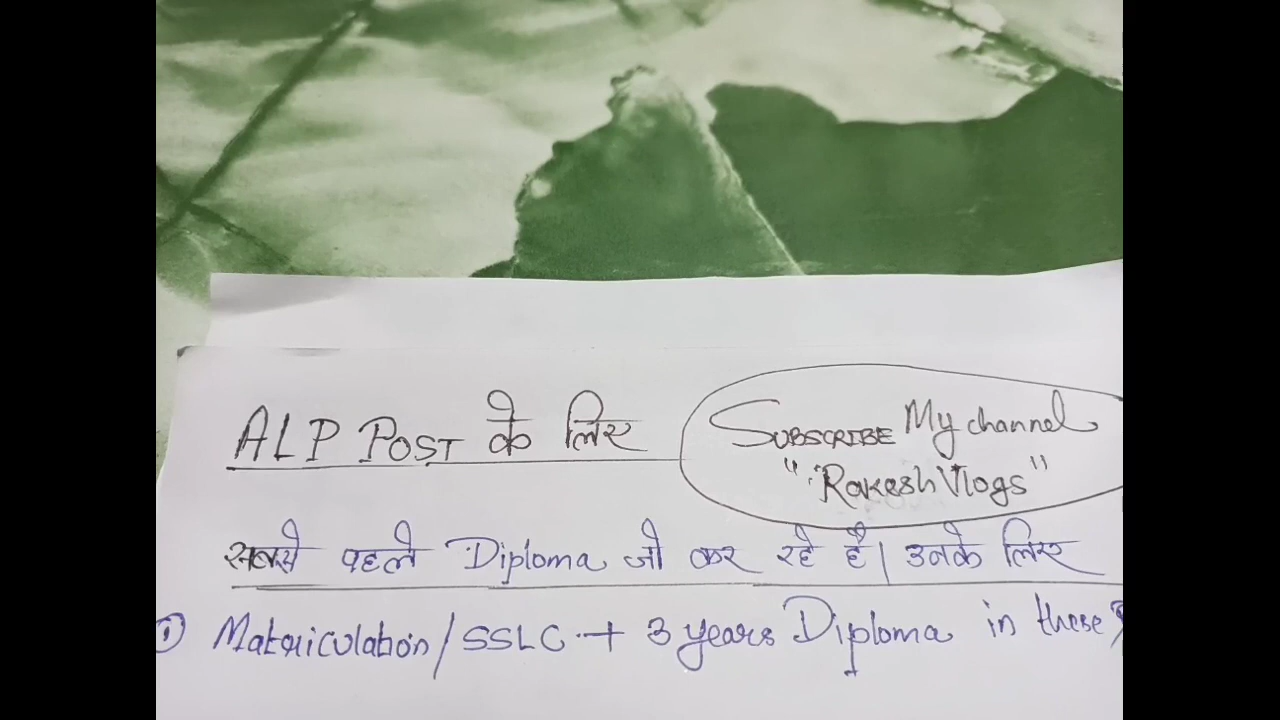 ALP POST के लिए
SUBSCRIBE My channel
"Rakesh Vlogs"
सबसे पहले Diploma जो कर रहे हैं| उनके लिए
① Matriculation/SSLC + 3 years Diploma in these